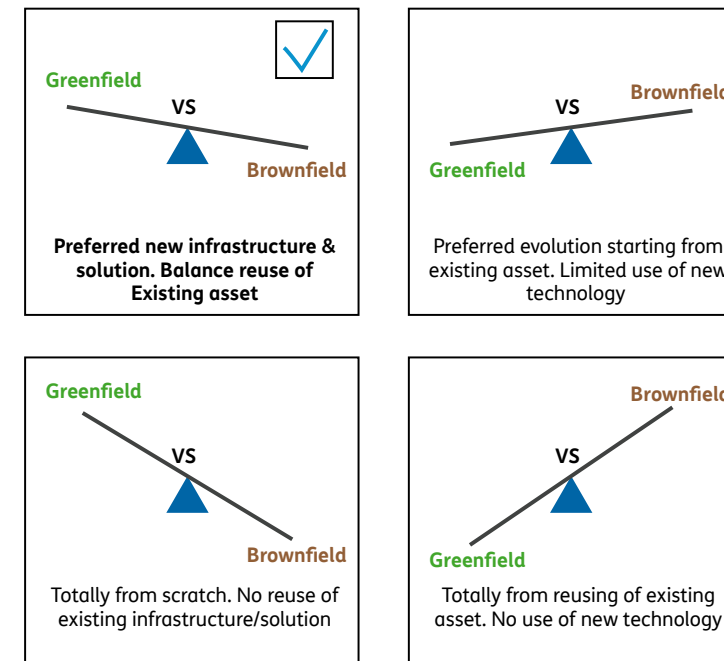 Greenfield
VS
Brownfield
Preferred new infrastructure &
solution. Balance reuse of
Existing asset
Brownfield
VS
Greenfield
Preferred evolution starting from
existing asset. Limited use of new
technology
Greenfield
VS
Brownfield
Totally from scratch. No reuse of
existing infrastructure/solution
Brownfield
VS
Greenfield
Totally from reusing of existing
asset. No use of new technology